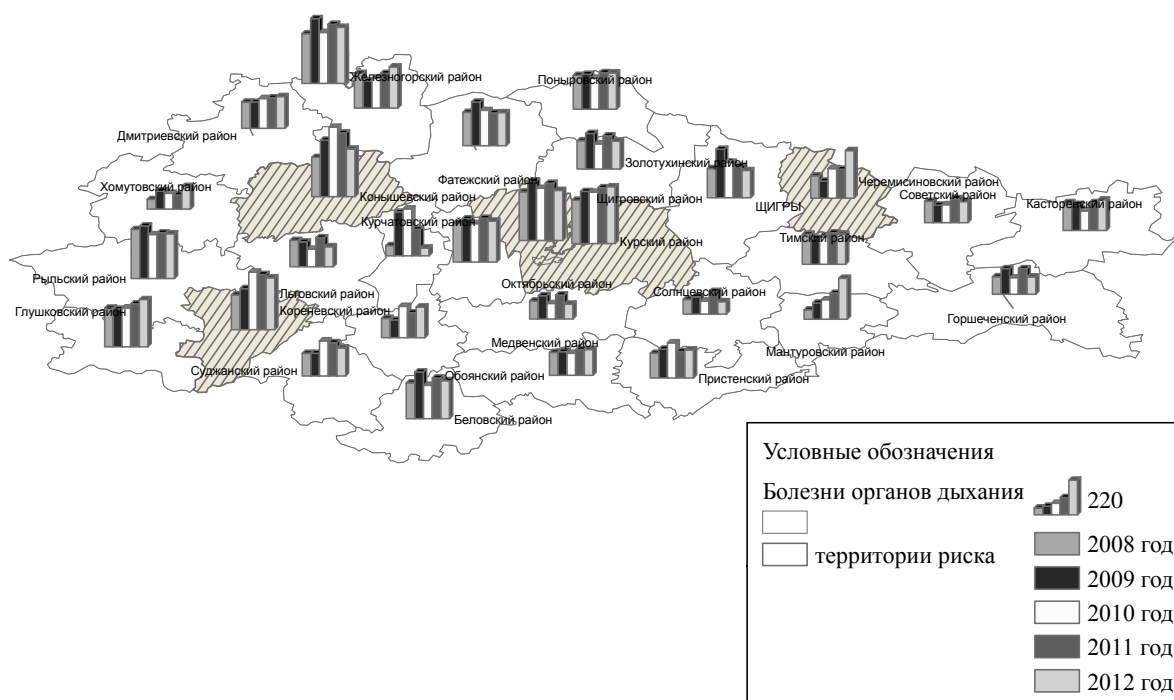 Железногорский район
Поныровский район
Дмитриевский район
Золотухинский район
Хомутовский район
Фатежский район
Черемисиновский район
Конышевский район
Щигровский район
ЩИГРЫ
Советский район
Касторенский район
Курчатовский район
Курский район
Тимский район
Рыльский район
Октябрьский район
Солнцевский район
Льговский район
Глушковский район
Кореневский район
Горшеченский район
Медвенский район
Мантуровский район
Суджанский район
Обоянский район
Пристенский район
Беловский район
Условные обозначения
Болезни органов дыхания
территории риска
220
2008 год
2009 год
2010 год
2011 год
2012 год